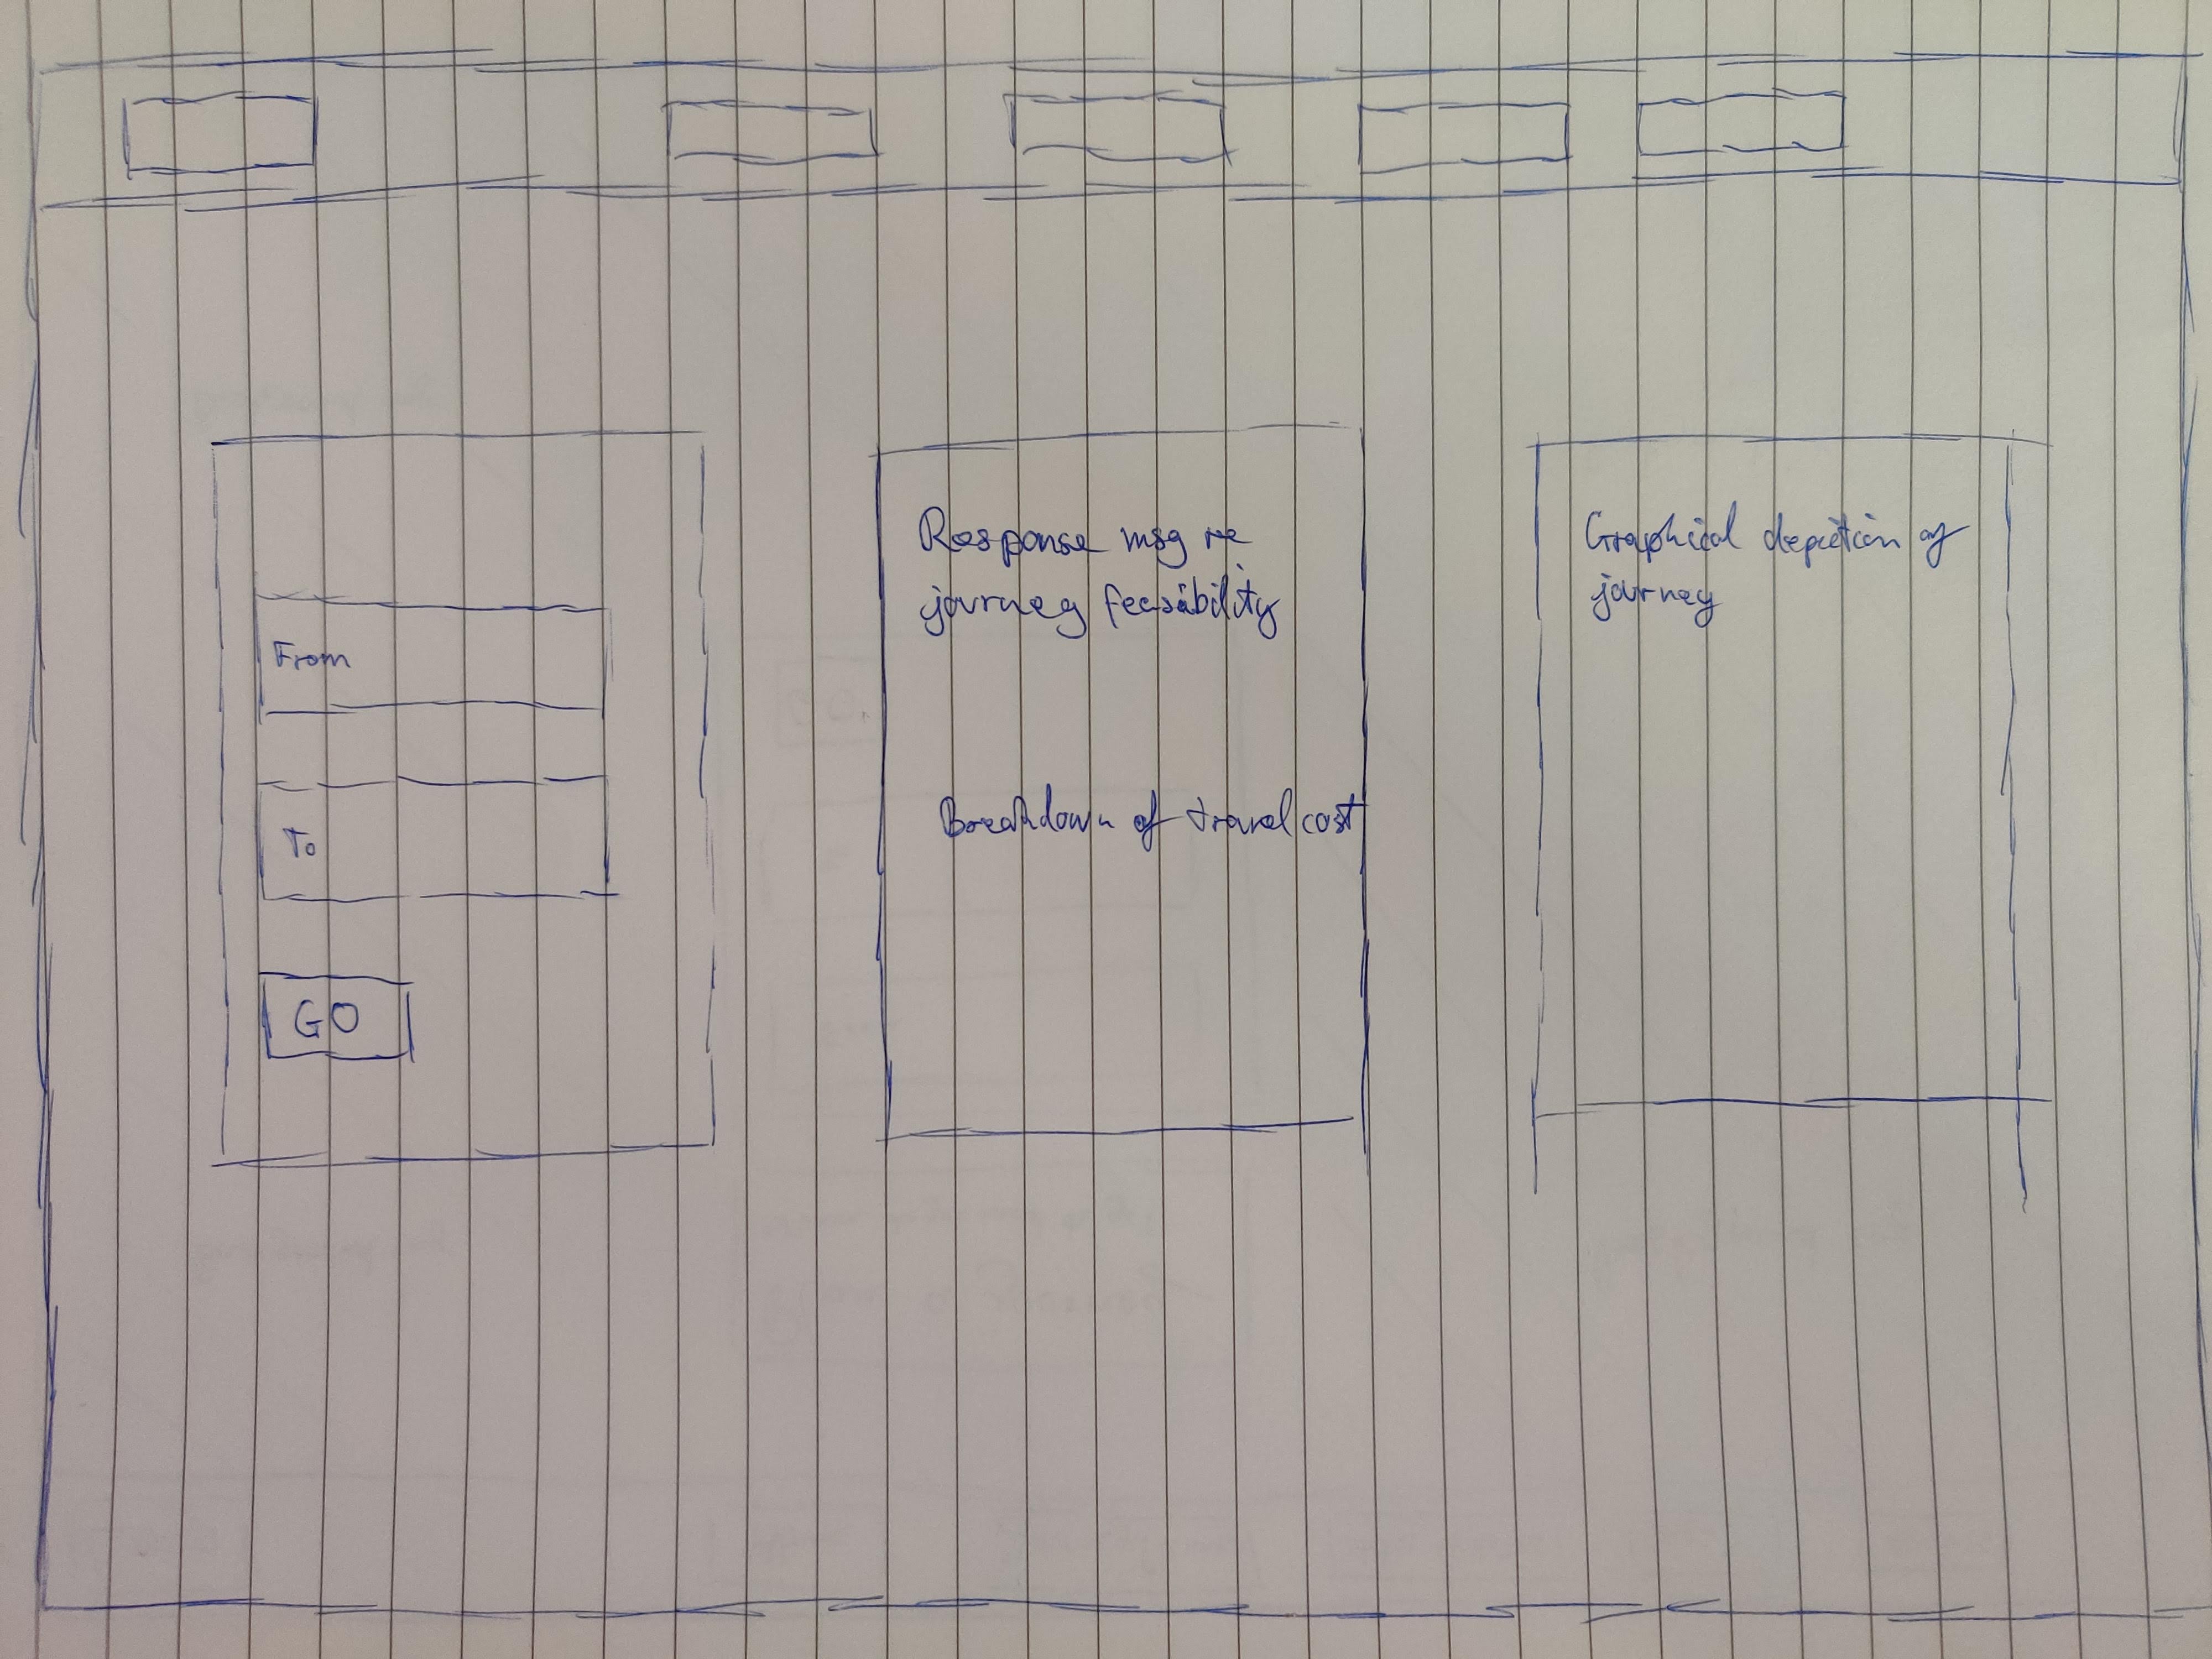 From
To
GO
Response msg re
journey feasibility
Breakdown of travel cost
Graphical depiction of
journey